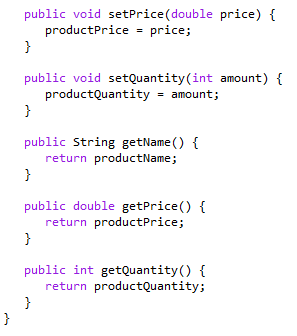 public void setPrice(double price) {
productPrice = price;
}
public void setQuantity(int amount) {
productQuantity = amount;
}
public String getName() {
return productName;
}
public double getPrice() {
return productPrice;
}
public int getQuantity() {
return productQuantity;
}
}